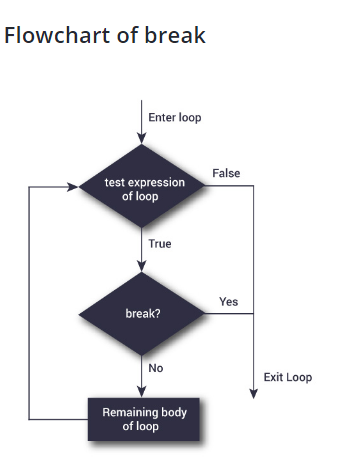 Flowchart of break
Enter loop
test expression
of loop
False
True
break?
Yes
No
Exit Loop
Remaining body
of loop